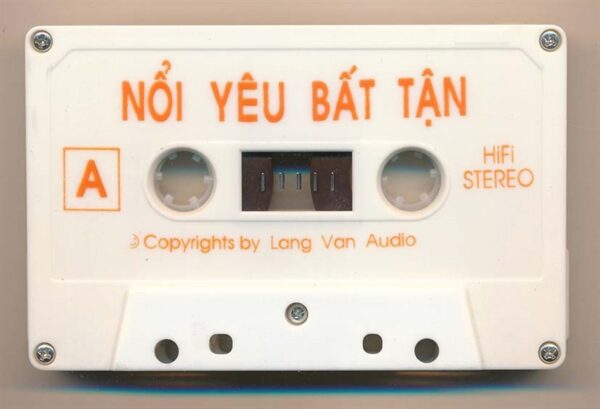 NỔI YÊU BẤT TẬN
A
HiFi
STEREO
Copyrights by Lang Van Audio